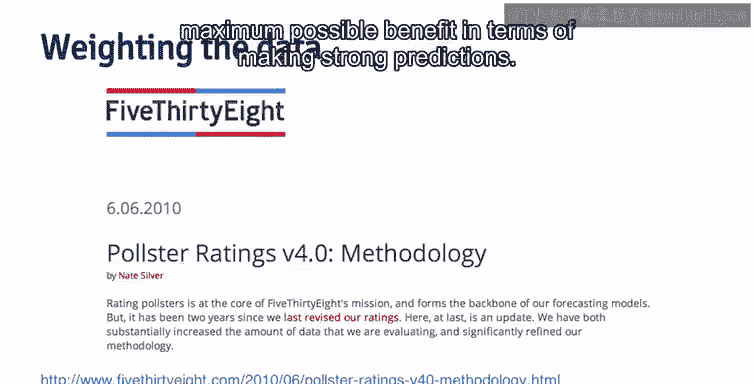 maximum possible benefit in terms of
Weighting the data
making strong predictions.
FiveThirtyEight
6.06.2010
Pollster Ratings v4.0: Methodology
by Nate Silver
Rating pollsters is at the core of FiveThirtyEight's mission, and forms the backbone of our forecasting models.
But, it has been two years since we last revised our ratings. Here, at last, is an update. We have both
substantially increased the amount of data that we are evaluating, and significantly refined our
methodology.
http://www.fivethirtyeight.com/2010/06/pollster-ratings-v40-methodology.html